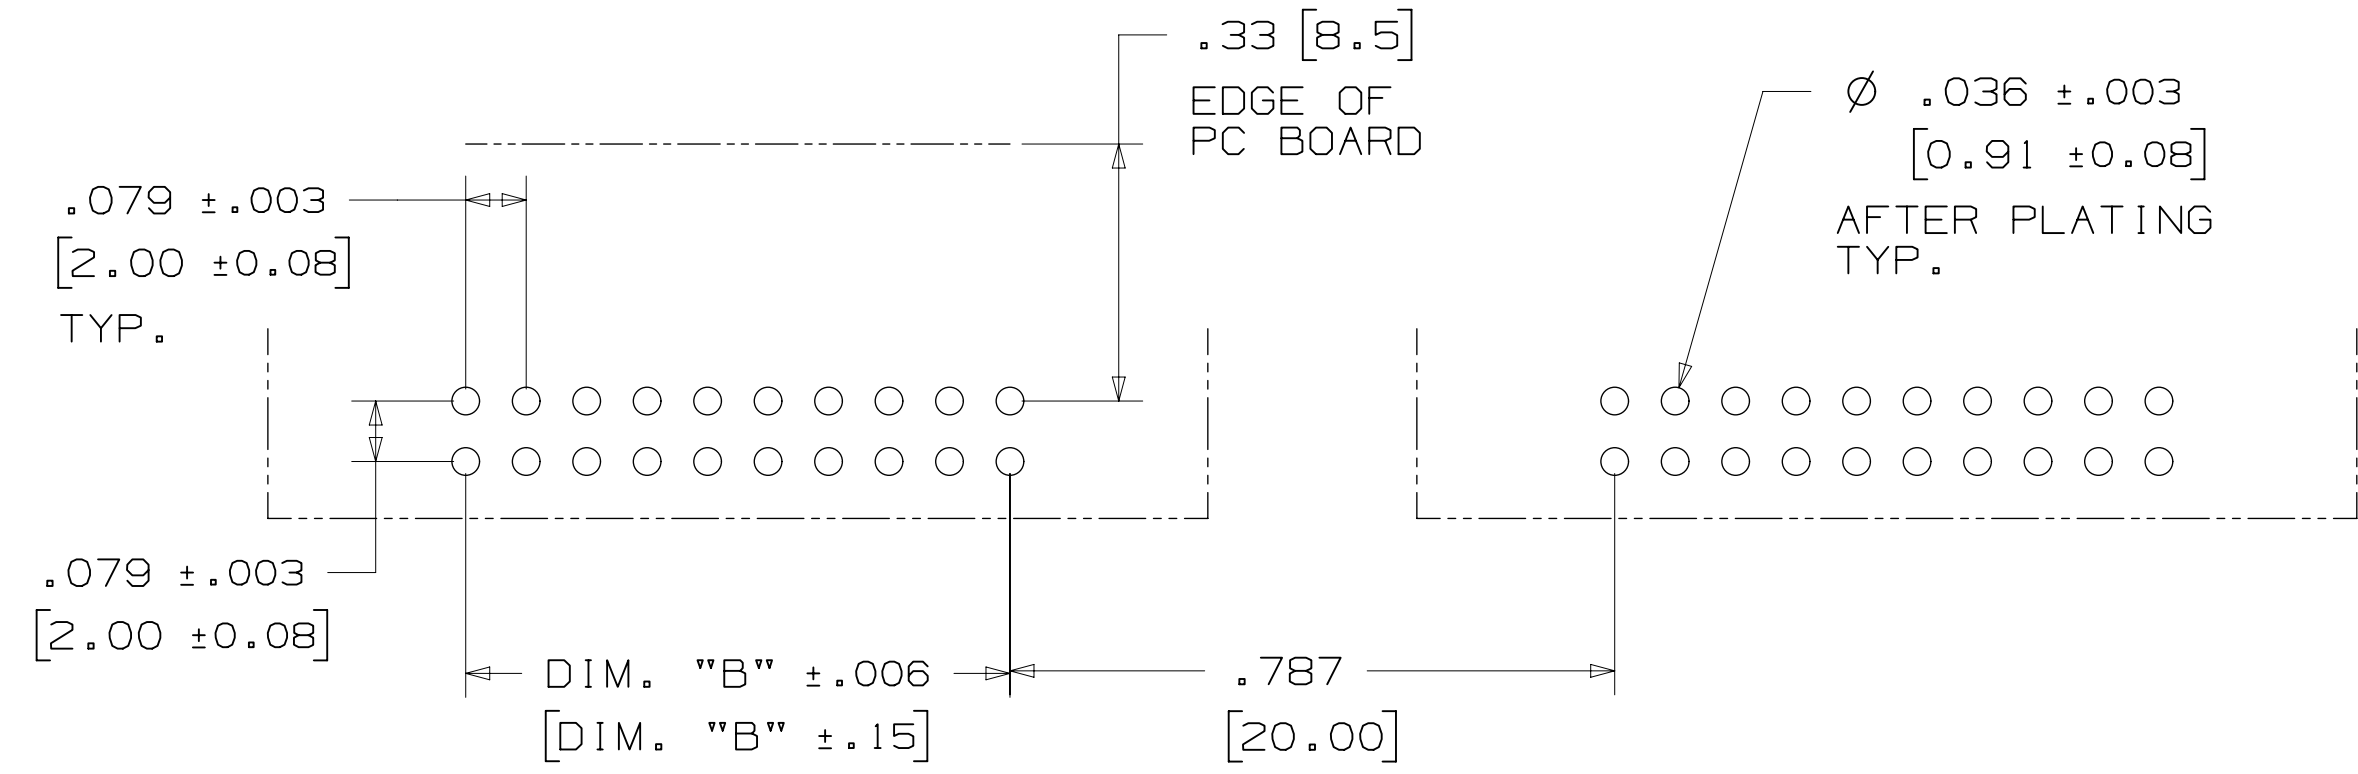 .33 [8.5]
EDGE OF
PC BOARD
Ø .036 ±.003
[0.91 ±0.08]
AFTER PLATING
TYP.
.079 ±.003
[2.00 ±0.08]
TYP.
.079 ±.003
[2.00 ±0.08]
DIM. "B" ±.006
[DIM. "B" ±.15]
.787
[20.00]